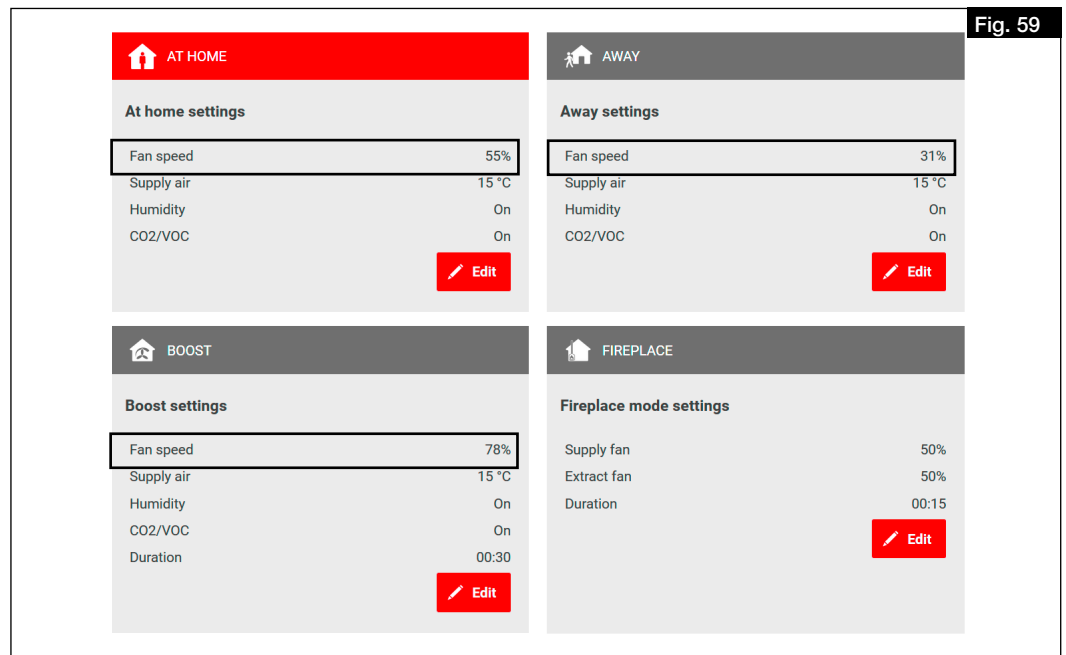 Fig. 59
AT HOME
At home settings
Fan speed 55%
Supply air 15 °C
Humidity On
CO2/VOC On
Edit
AWAY
Away settings
Fan speed 31%
Supply air 15 °C
Humidity On
CO2/VOC On
Edit
BOOST
Boost settings
Fan speed 78%
Supply air 15 °C
Humidity On
CO2/VOC On
Duration 00:30
Edit
FIREPLACE
Fireplace mode settings
Supply fan 50%
Extract fan 50%
Duration 00:15
Edit